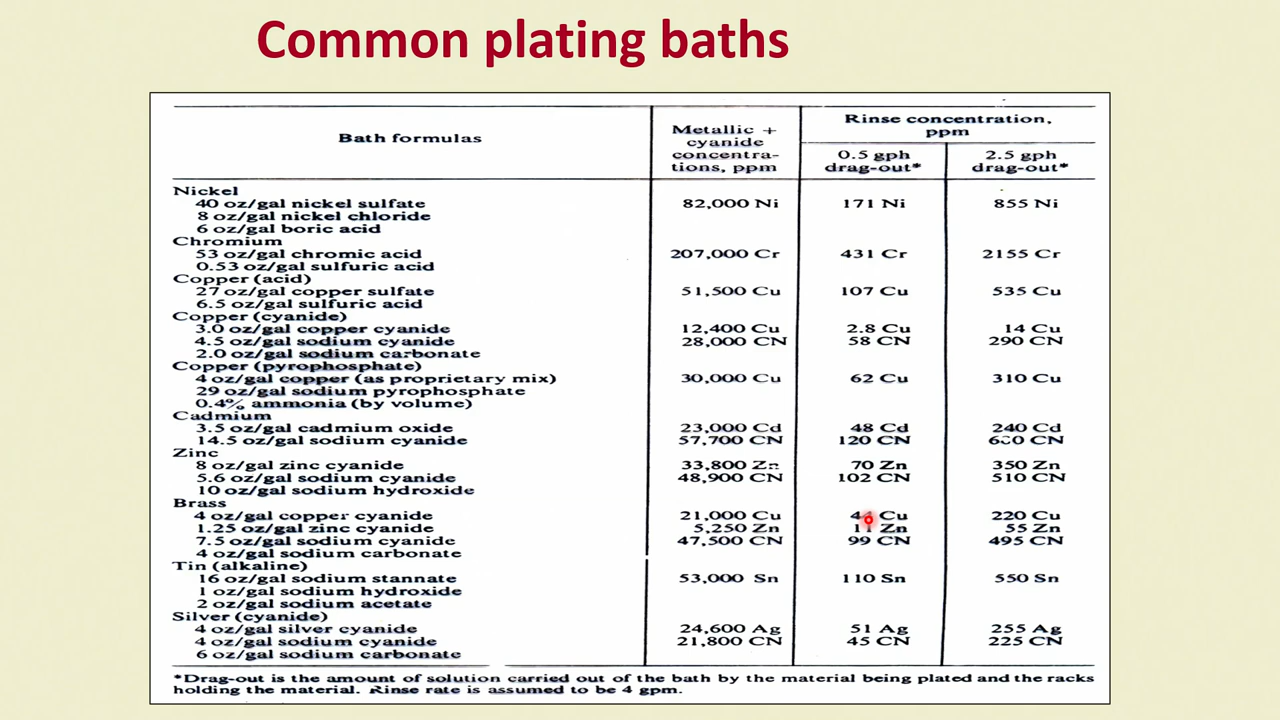 Common plating baths
Bath formulas
Metallic +
cyanide
concentra-
tions, ppm
Rinse concentration,
ppm
0.5 gph
drag-out*
2.5 gph
drag-out*
Nickel
40 oz/gal nickel sulfate 82,000 Ni 171 Ni 855 Ni
8 oz/gal nickel chloride
6 oz/gal boric acid
Chromium
53 oz/gal chromic acid 207,000 Cr 431 Cr 2155 Cr
0.53 oz/gal sulfuric acid
Copper (acid)
27 oz/gal copper sulfate 51,500 Cu 107 Cu 535 Cu
6.5 oz/gal sulfuric acid
Copper (cyanide)
3.0 oz/gal copper cyanide 12,400 Cu 2.8 Cu 14 Cu
4.5 oz/gal sodium cyanide 28,000 CN 58 CN 290 CN
2.0 oz/gal sodium carbonate
Copper (pyrophosphate)
4 oz/gal copper (as proprietary mix) 30,000 Cu 62 Cu 310 Cu
29 oz/gal sodium pyrophosphate
0.4% ammonia (by volume)
Cadmium
3.5 oz/gal cadmium oxide 23,000 Cd 48 Cd 240 Cd
14.5 oz/gal sodium cyanide 57,700 CN 120 CN CN
Zinc
8 oz/gal zinc cyanide 33,800 Zn 70 Zn 350 Zn
5.6 oz/gal sodium cyanide 48,900 CN 102 CN 510 CN
10 oz/gal sodium hydroxide
Brass
4 oz/gal copper cyanide 21,000 Cu Cu 220 Cu
1.25 oz/gal zinc cyanide 5,250 Zn 11 Zn 55 Zn
7.5 oz/gal sodium cyanide 47,500 CN 99 CN 495 CN
4 oz/gal sodium carbonate
Tin (alkaline)
16 oz/gal sodium stannate 53,000 Sn 110 Sn 550 Sn
1 oz/gal sodium hydroxide
2 oz/gal sodium acetate
Silver (cyanide)
4 oz/gal silver cyanide 24,600 Ag 51 Ag 255 Ag
4 oz/gal sodium cyanide 21,800 CN 45 CN 225 CN
6 oz/gal sodium carbonate
*Drag-out is the amount of solution carried out of the bath by the material being plated and the racks
holding the material. Rinse rate is assumed to be 4 gpm.